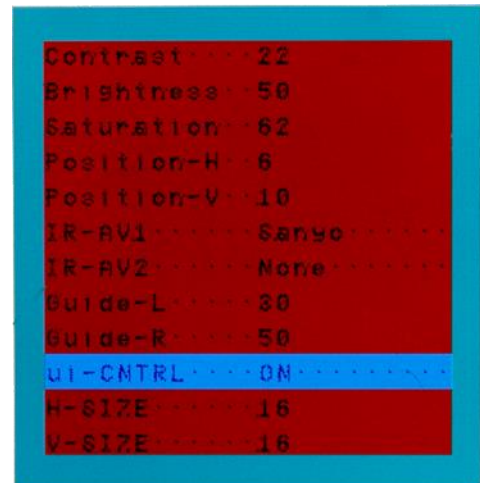 Contrast····22
Brightness··50
Saturation··62
Position-H··6
Position-V··10
IR-AV1······Sanyo······
IR-AV2······None·······
Guide-L·····30
Guide-R·····50
ui-CNTRL····ON·········
H-SIZE······16
V-SIZE······16